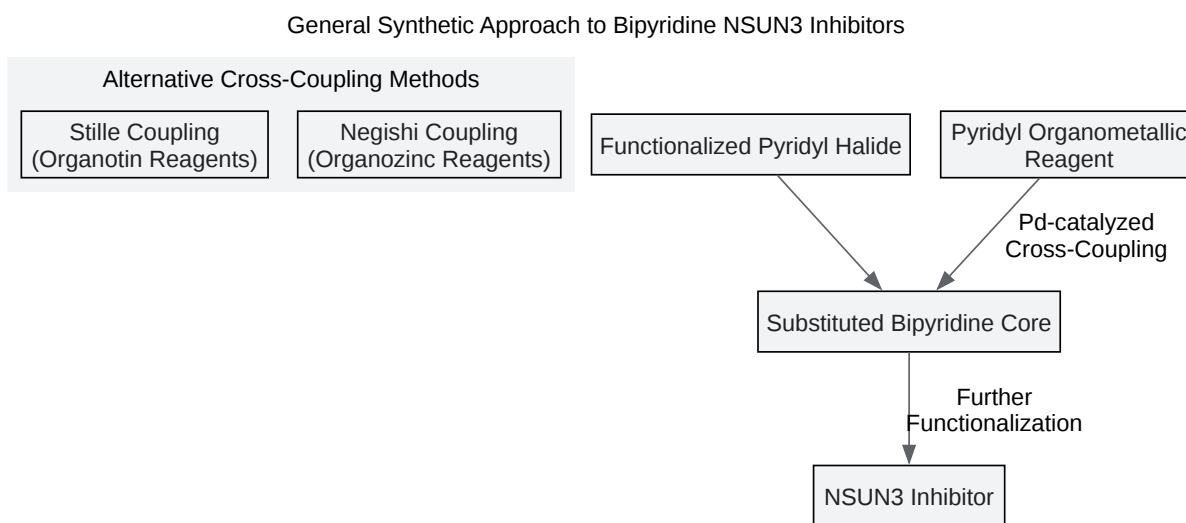 General Synthetic Approach to Bipyridine NSUN3 Inhibitors
Alternative Cross-Coupling Methods
Stille Coupling
(Organotin Reagents)
Negishi Coupling
(Organozinc Reagents)
Functionalized Pyridyl Halide
Pyridyl Organometallic
Reagent
Pd-catalyzed
Cross-Coupling
Substituted Bipyridine Core
Further
Functionalization
NSUN3 Inhibitor